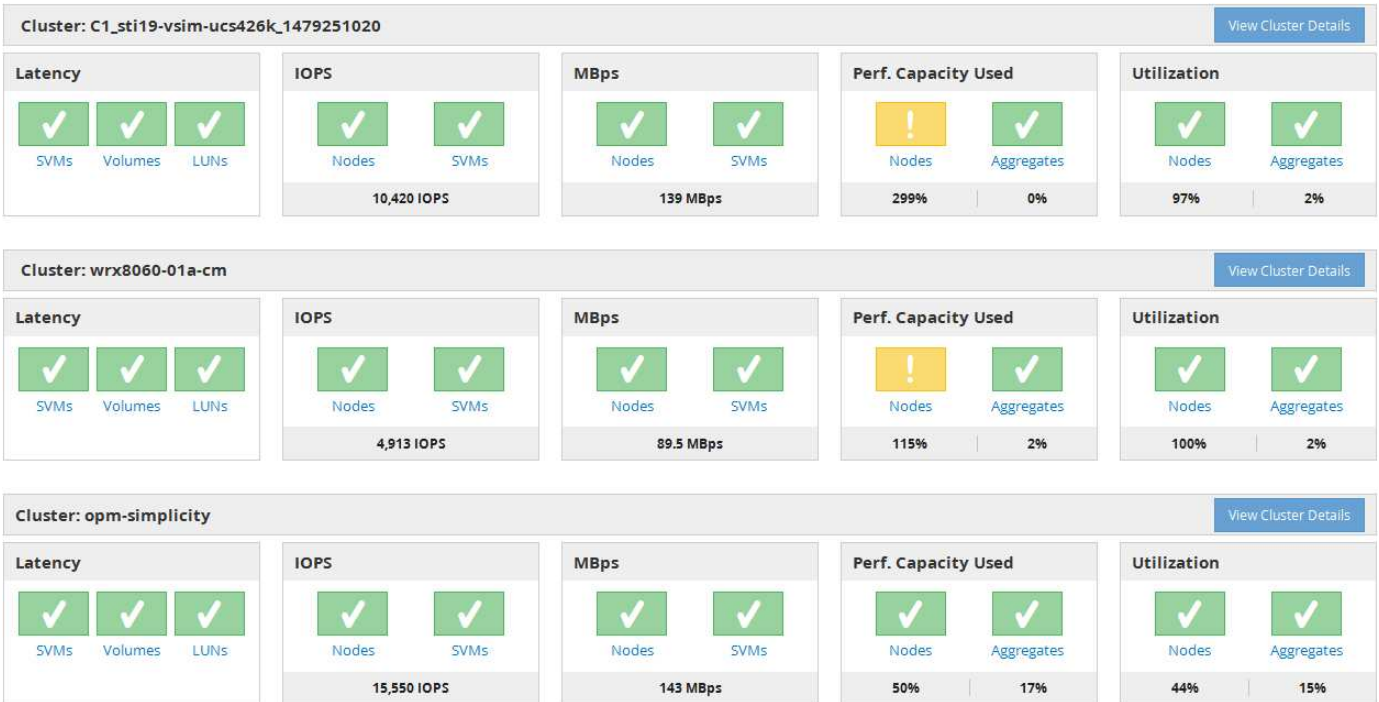 Cluster: C1_sti19-vsim-ucs426k_1479251020 View Cluster Details
Latency IOPS MBps Perf. Capacity Used Utilization
SVMs Volumes LUNs Nodes SVMs Nodes SVMs Nodes Aggregates Nodes Aggregates
10,420 IOPS 139 MBps 299% 0% 97% 2%
Cluster: wrx8060-01a-cm View Cluster Details
Latency IOPS MBps Perf. Capacity Used Utilization
SVMs Volumes LUNs Nodes SVMs Nodes SVMs Nodes Aggregates Nodes Aggregates
4,913 IOPS 89.5 MBps 115% 2% 100% 2%
Cluster: opm-simplicity View Cluster Details
Latency IOPS MBps Perf. Capacity Used Utilization
SVMs Volumes LUNs Nodes SVMs Nodes SVMs Nodes Aggregates Nodes Aggregates
15,550 IOPS 143 MBps 50% 17% 44% 15%